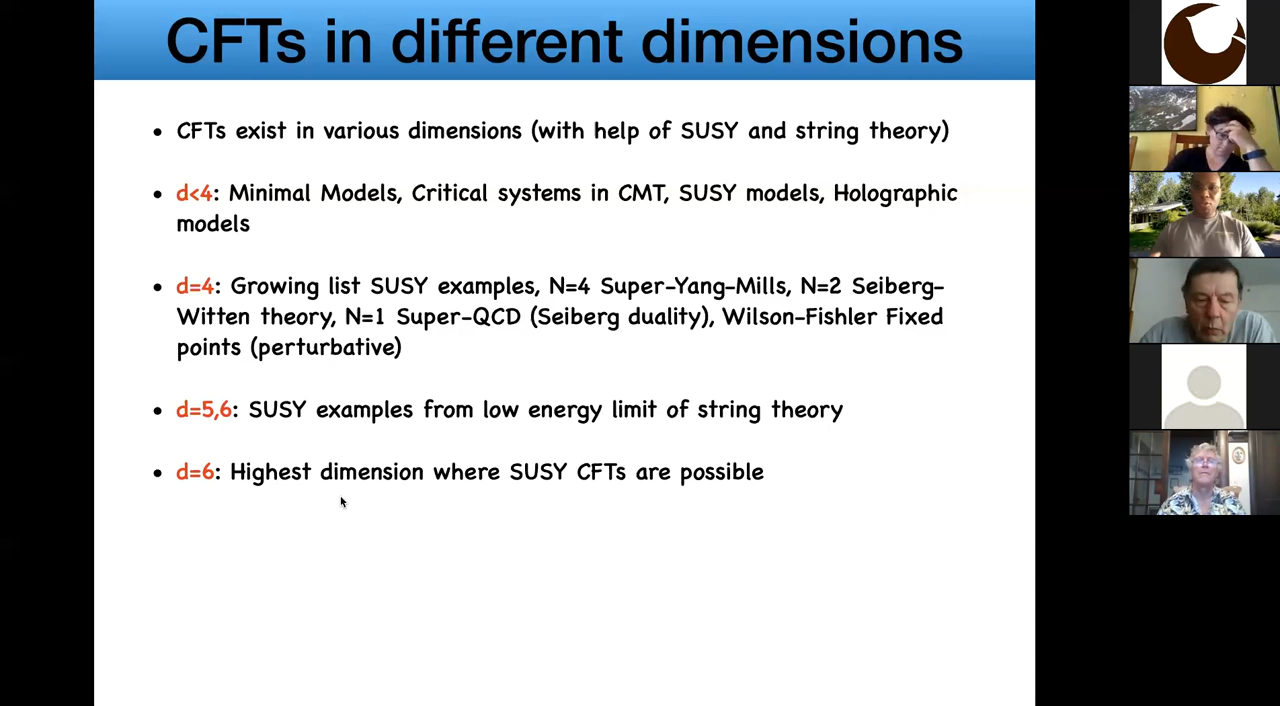 CFTs in different dimensions
• CFTs exist in various dimensions (with help of SUSY and string theory)
• d<4: Minimal Models, Critical systems in CMT, SUSY models, Holographic
models
• d=4: Growing list SUSY examples, N=4 Super-Yang-Mills, N=2 Seiberg-
Witten theory, N=1 Super-QCD (Seiberg duality), Wilson-Fishler Fixed
points (perturbative)
• d=5,6: SUSY examples from low energy limit of string theory
• d=6: Highest dimension where SUSY CFTs are possible